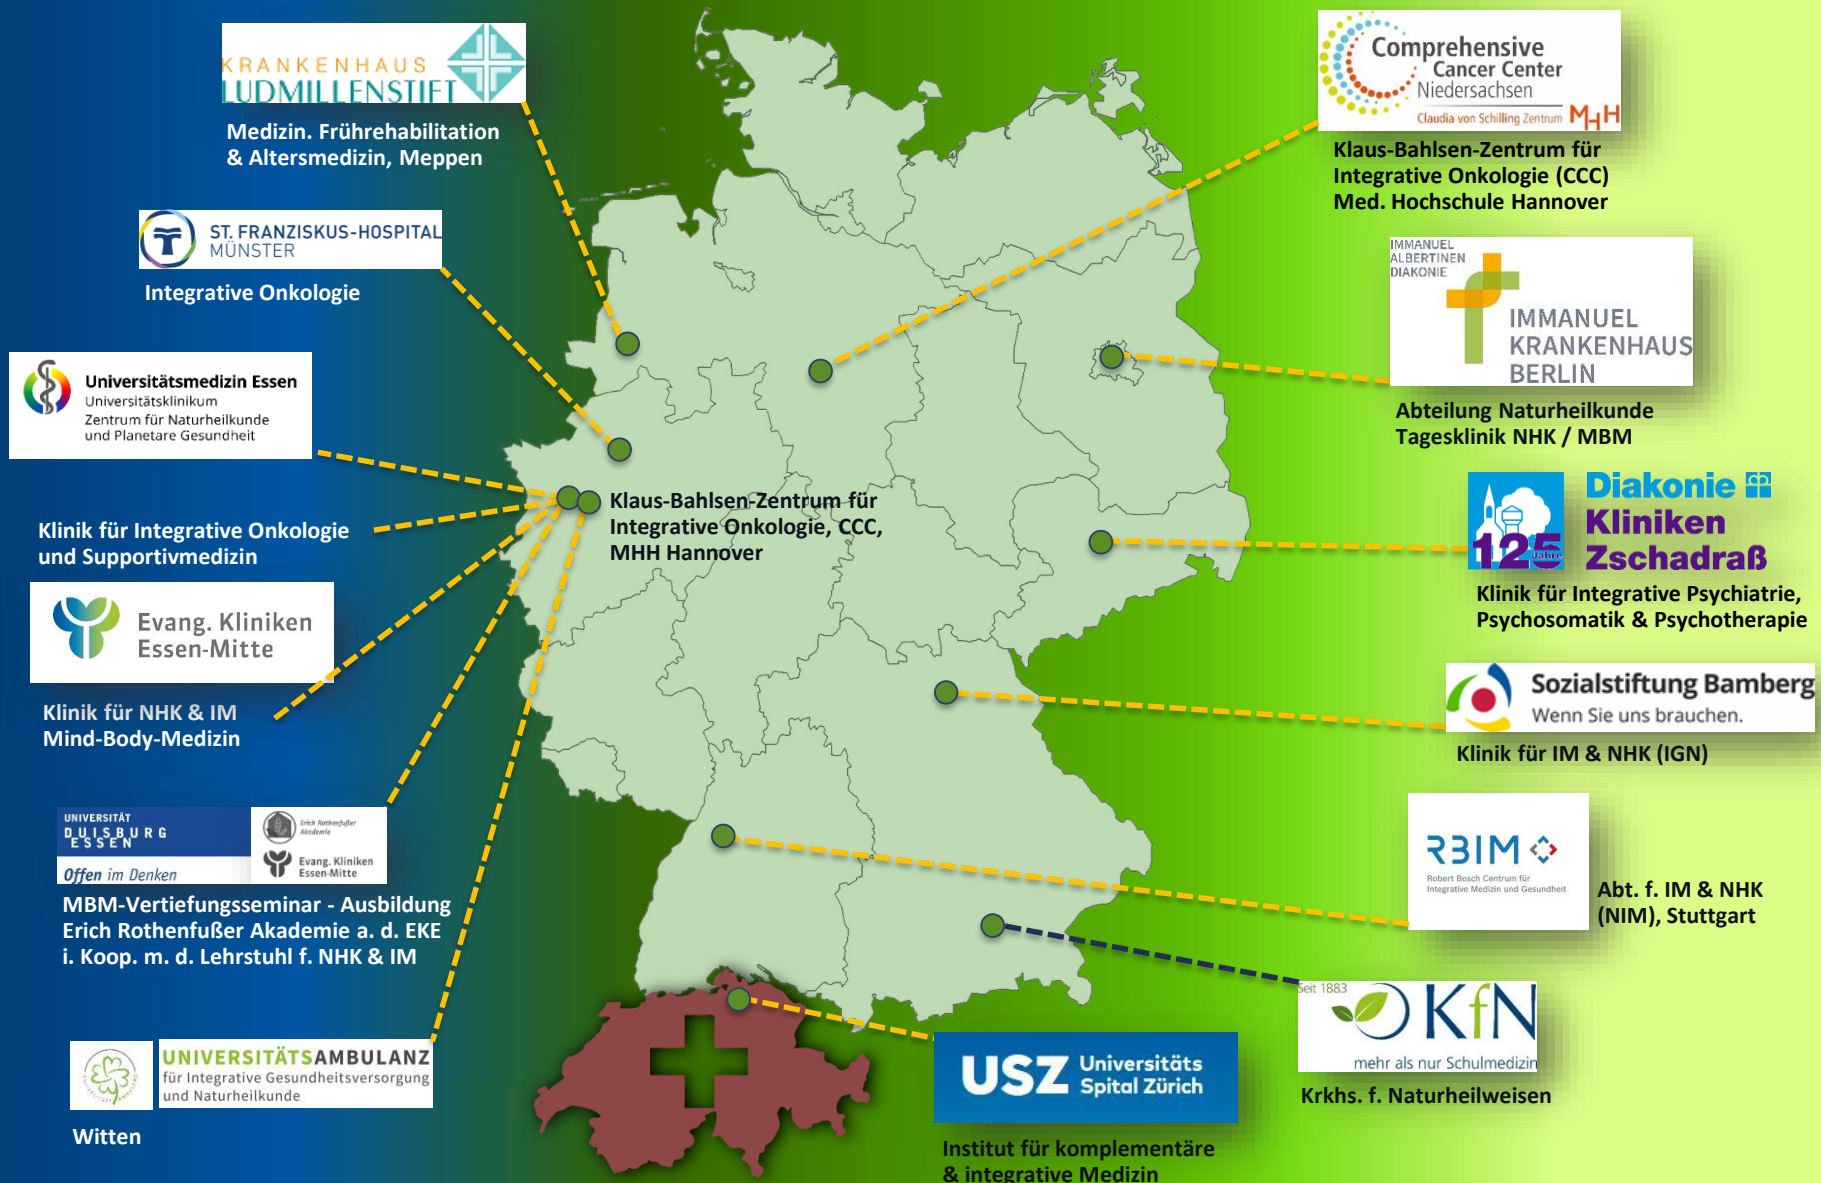 KRANKENHAUS
LUDMILLENSTIFT
Medizin. Frührehabilitation
& Altersmedizin, Meppen
ST. FRANZISKUS-HOSPITAL
MÜNSTER
Integrative Onkologie
Universitätsmedizin Essen
Universitätsklinikum
Zentrum für Naturheilkunde
und Planetare Gesundheit
Klinik für Integrative Onkologie
und Supportivmedizin
Evang. Kliniken
Essen-Mitte
Klinik für NHK & IM
Mind-Body-Medizin
UNIVERSITÄT
DUISBURG
ESSEN
Offen im Denken
Erich Rothenfußer
Akademie
Evang. Kliniken
Essen-Mitte
MBM-Vertiefungsseminar - Ausbildung
Erich Rothenfußer Akademie a. d. EKE
i. Koop. m. d. Lehrstuhl f. NHK & IM
UNIVERSITÄTSAMBULANZ
für Integrative Gesundheitsversorgung
und Naturheilkunde
Witten
Klaus-Bahlsen-Zentrum für
Integrative Onkologie, CCC,
MHH Hannover
Comprehensive
Cancer Center
Niedersachsen
Claudia von Schilling Zentrum MHH
Klaus-Bahlsen-Zentrum für
Integrative Onkologie (CCC)
Med. Hochschule Hannover
IMMANUEL
ALBERTINEN
DIAKONIE
IMMANUEL
KRANKENHAUS
BERLIN
Abteilung Naturheilkunde
Tagesklinik NHK / MBM
125 Jahre
Diakonie
Kliniken
Zschadraß
Klinik für Integrative Psychiatrie,
Psychosomatik & Psychotherapie
Sozialstiftung Bamberg
Wenn Sie uns brauchen.
Klinik für IM & NHK (IGN)
RBIM
Robert Bosch Centrum für
Integrative Medizin und Gesundheit
Abt. f. IM & NHK
(NIM), Stuttgart
Seit 1883
KfN
mehr als nur Schulmedizin
Krkhs. f. Naturheilweisen
USZ Universitäts
Spital Zürich
Institut für komplementäre
& integrative Medizin